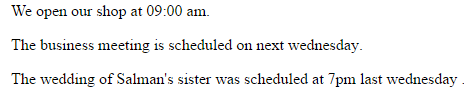 We open our shop at 09:00 am.
The business meeting is scheduled on next wednesday.
The wedding of Salman's sister was scheduled at 7pm last wednesday .